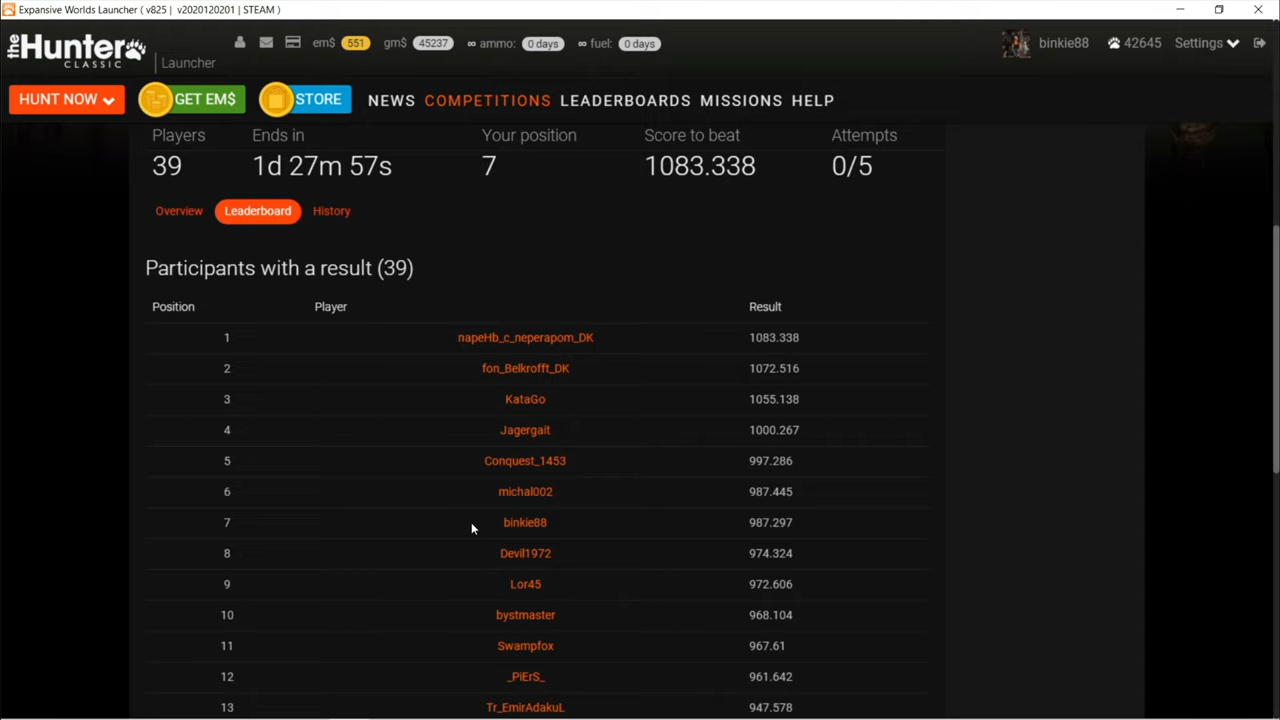 Expansive Worlds Launcher ( v825 | v2020120201 | STEAM )
theHunter CLASSIC Launcher em$ 551 gm$ 45237 ∞ ammo: 0 days ∞ fuel: 0 days binkie88 42645 Settings
HUNT NOW GET EM$ STORE NEWS COMPETITIONS LEADERBOARDS MISSIONS HELP
Players Ends in Your position Score to beat Attempts
39 1d 27m 57s 7 1083.338 0/5
Overview Leaderboard History
Participants with a result (39)
Position Player Result
1 napeHb_c_neperapom_DK 1083.338
2 fon_Belkrofft_DK 1072.516
3 KataGo 1055.138
4 Jagergait 1000.267
5 Conquest_1453 997.286
6 michal002 987.445
7 binkie88 987.297
8 Devil1972 974.324
9 Lor45 972.606
10 bystmaster 968.104
11 Swampfox 967.61
12 _PiErS_ 961.642
13 Tr_EmirAdakuL 947.578